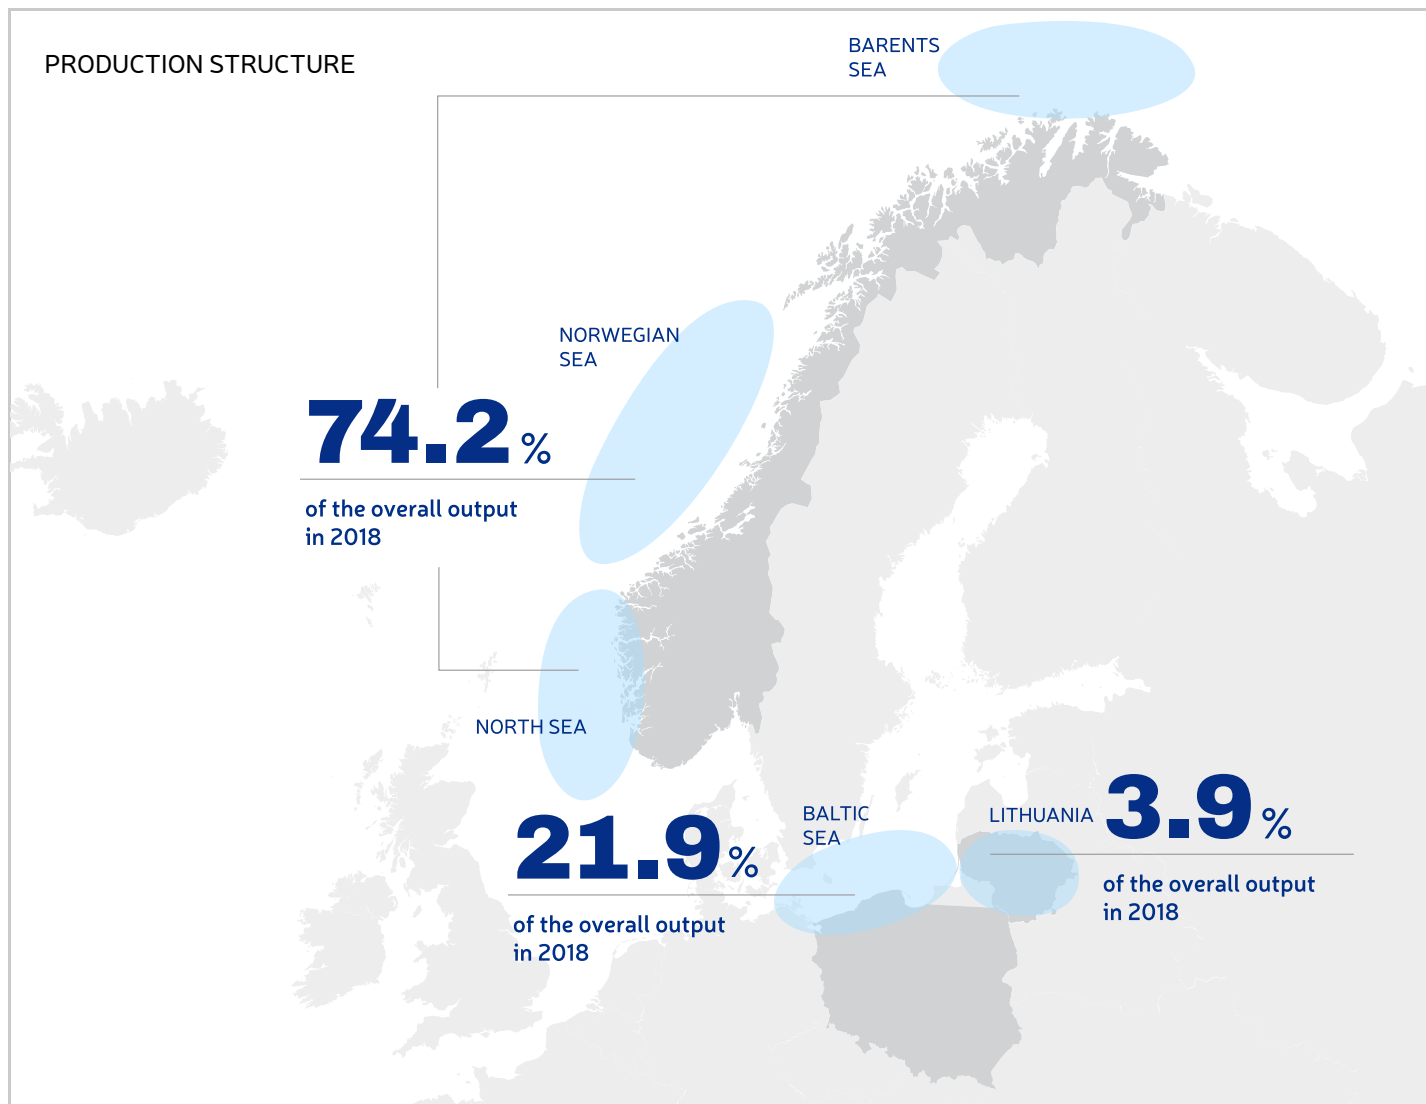 PRODUCTION STRUCTURE
BARENTS
SEA
NORWEGIAN
SEA
74.2 %
of the overall output
in 2018
NORTH SEA
21.9 %
of the overall output
in 2018
BALTIC
SEA
LITHUANIA
3.9 %
of the overall output
in 2018